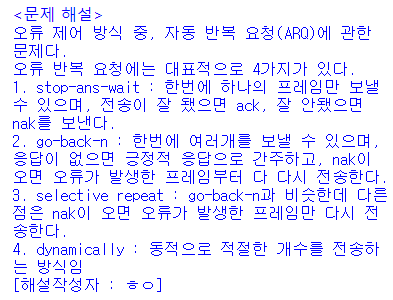 <문제 해설>
오류 제어 방식 중, 자동 반복 요청(ARQ)에 관한
문제다.
오류 반복 요청에는 대표적으로 4가지가 있다.
1. stop-ans-wait : 한번에 하나의 프레임만 보낼
수 있으며, 전송이 잘 됐으면 ack, 잘 안됐으면
nak를 보낸다.
2. go-back-n : 한번에 여러개를 보낼 수 있으며,
응답이 없으면 긍정적 응답으로 간주하고, nak이
오면 오류가 발생한 프레임부터 다 다시 전송한다.
3. selective repeat : go-back-n과 비슷한데 다른
점은 nak이 오면 오류가 발생한 프레임만 다시 전
송한다.
4. dynamically : 동적으로 적절한 개수를 전송하
는 방식임
[해설작성자 : ㅎㅇ]